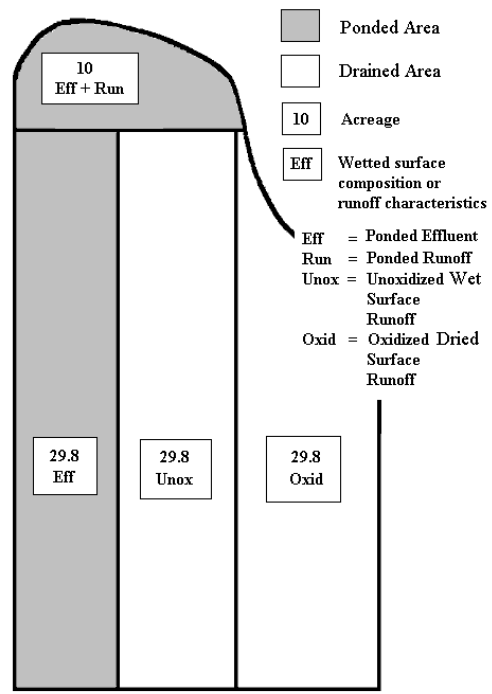 10
Eff + Run
Ponded Area
Drained Area
10 Acreage
Eff Wetted surface
composition or
runoff characteristics
Eff = Ponded Effluent
Run = Ponded Runoff
Unox = Unoxidized Wet
Surface
Runoff
Oxid = Oxidized Dried
Surface
Runoff
29.8
Eff
29.8
Unox
29.8
Oxid